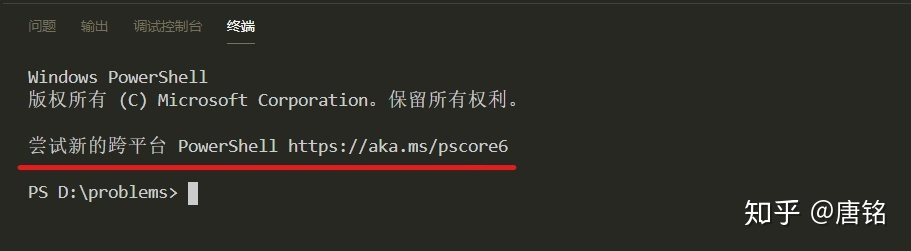 问题 输出 调试控制台 终端
Windows PowerShell
版权所有 (C) Microsoft Corporation。保留所有权利。
尝试新的跨平台 PowerShell https://aka.ms/pscore6
PS D:\problems>
知乎 @唐铭